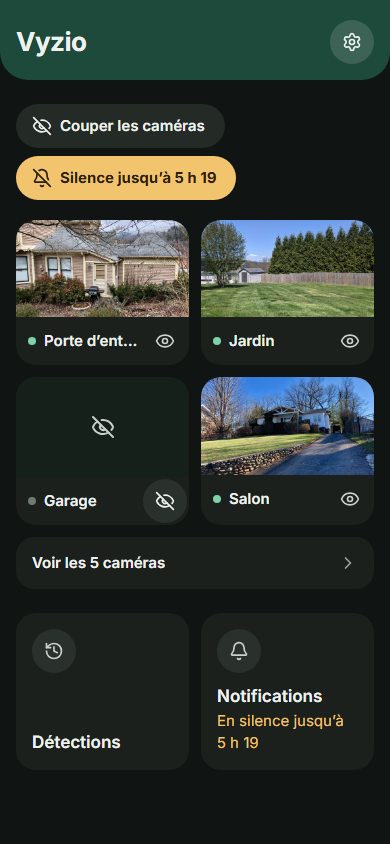 Vyzio
Couper les caméras
Silence jusqu’à 5 h 19
Porte d’ent…
Jardin
Garage
Salon
Voir les 5 caméras
Détections
Notifications
En silence jusqu’à
5 h 19